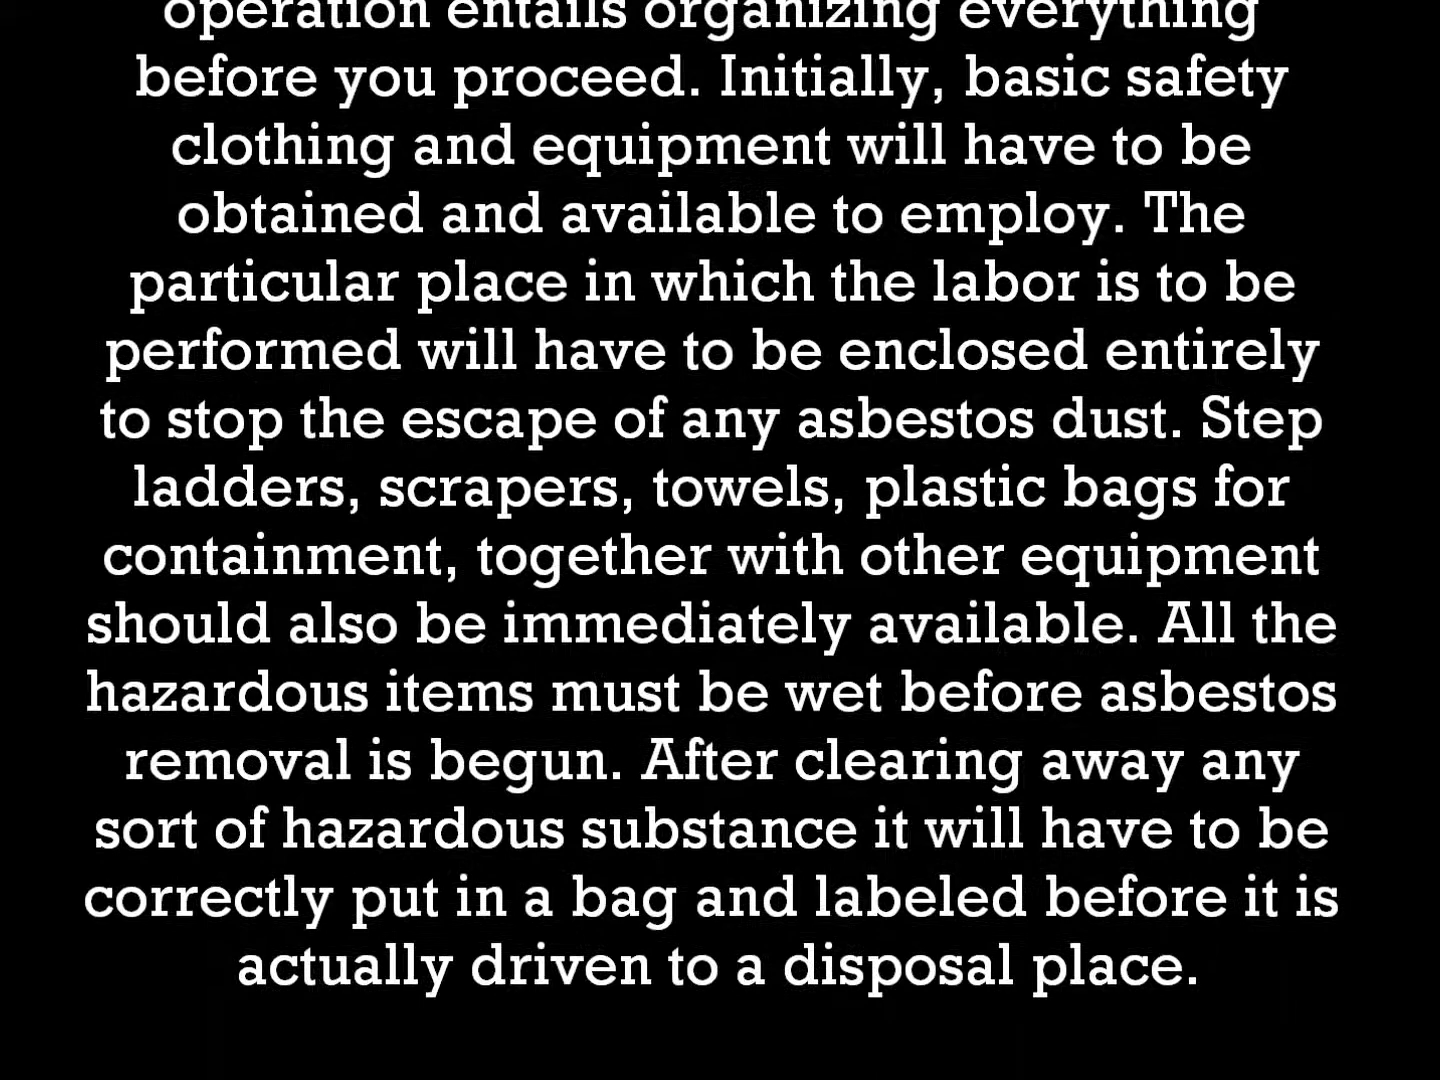 operation entails organizing everything
before you proceed. Initially, basic safety
clothing and equipment will have to be
obtained and available to employ. The
particular place in which the labor is to be
performed will have to be enclosed entirely
to stop the escape of any asbestos dust. Step
ladders, scrapers, towels, plastic bags for
containment, together with other equipment
should also be immediately available. All the
hazardous items must be wet before asbestos
removal is begun. After clearing away any
sort of hazardous substance it will have to be
correctly put in a bag and labeled before it is
actually driven to a disposal place.